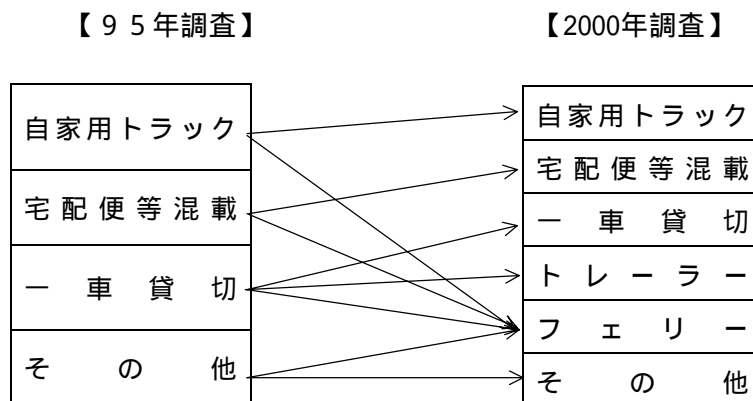 【９５年調査】
【2000年調査】
自家用トラック
宅配便等混載
一車貸切
その他
自家用トラック
宅配便等混載
一車貸切
トレーラー
フェリー
その他